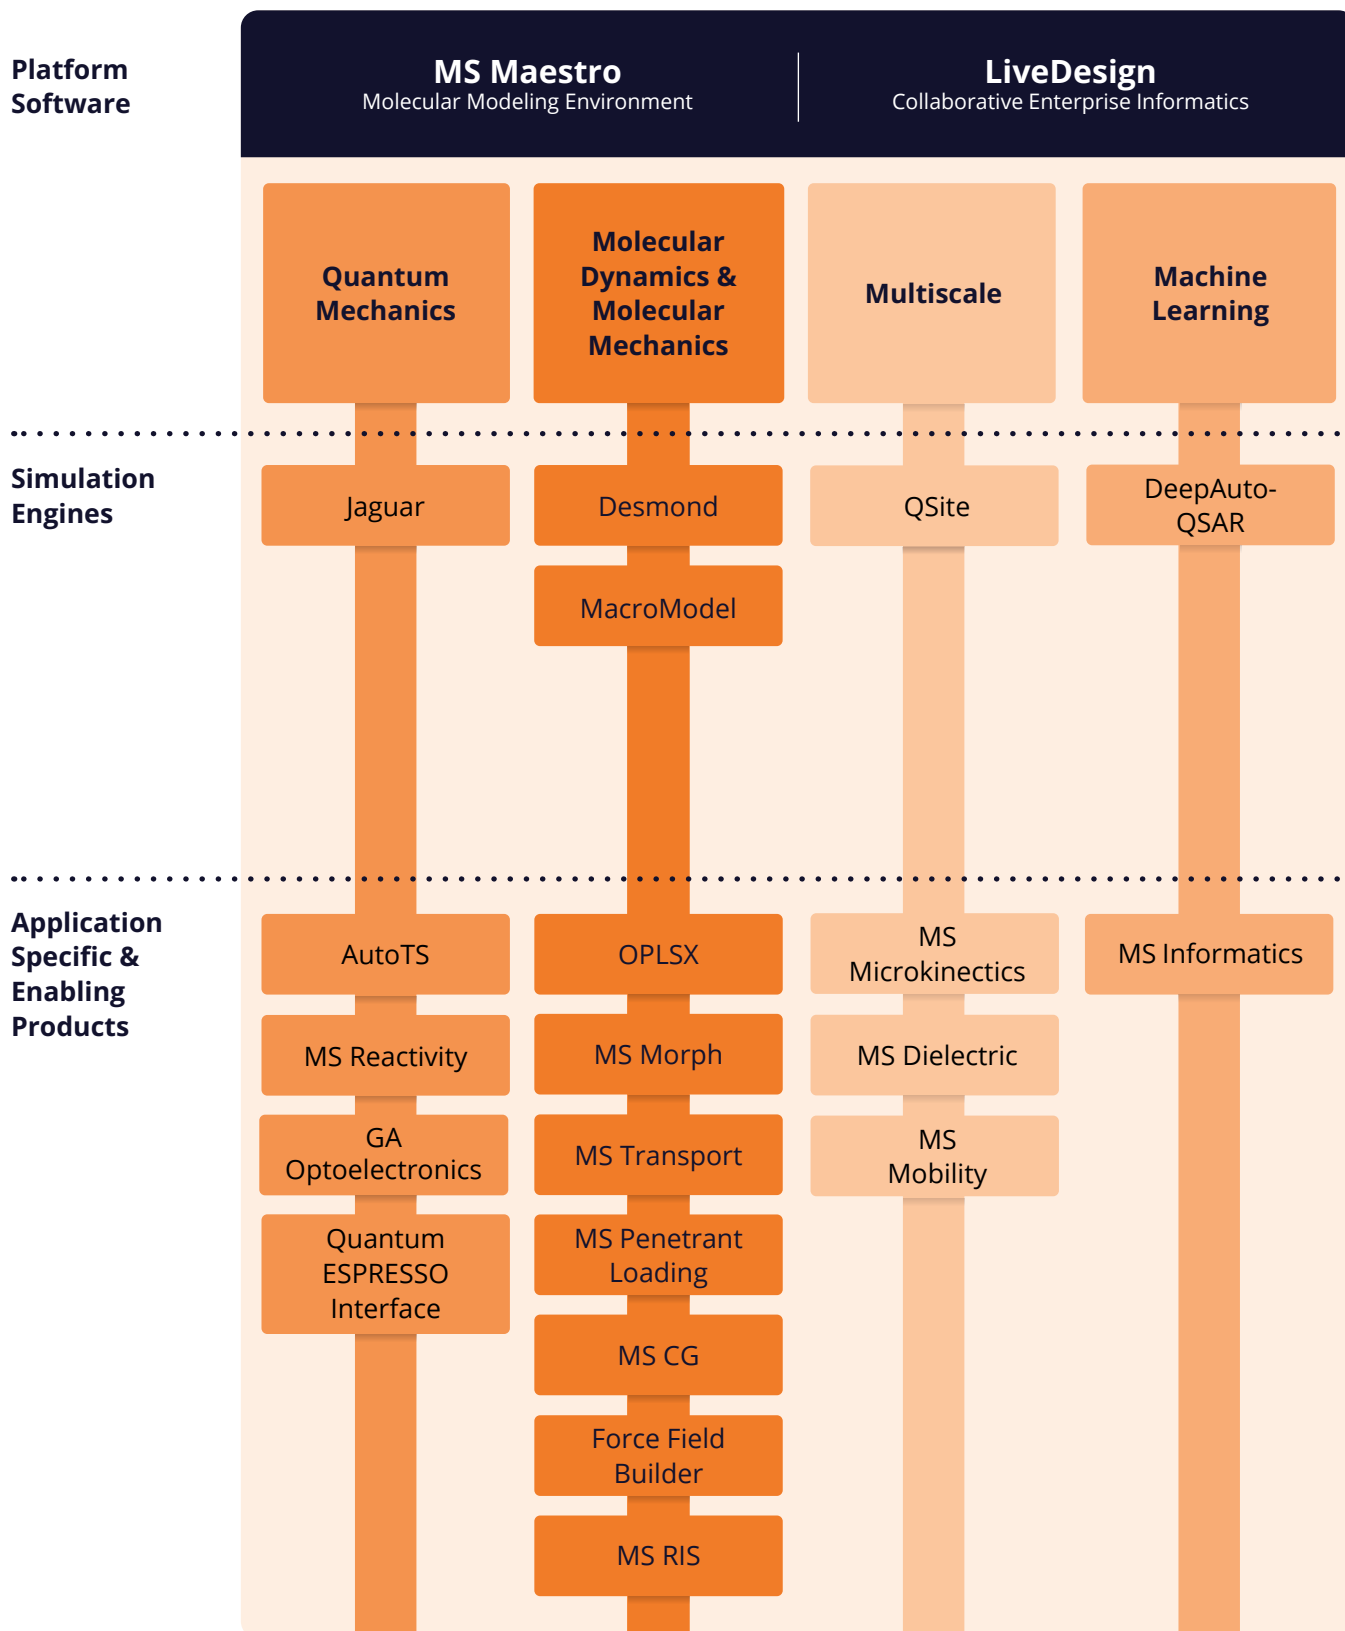 Platform
Software
MS Maestro
Molecular Modeling Environment
LiveDesign
Collaborative Enterprise Informatics
Quantum
Mechanics
Molecular
Dynamics &
Molecular
Mechanics
Multiscale
Machine
Learning
Simulation
Engines
Jaguar
Desmond
MacroModel
QSite
DeepAuto-
QSAR
Application
Specific &
Enabling
Products
AutoTS
MS Reactivity
GA
Optoelectronics
Quantum
ESPRESSO
Interface
OPLSX
MS Morph
MS Transport
MS Penetrant
Loading
MS CG
Force Field
Builder
MS RIS
MS
Microkinectics
MS Dielectric
MS
Mobility
MS Informatics